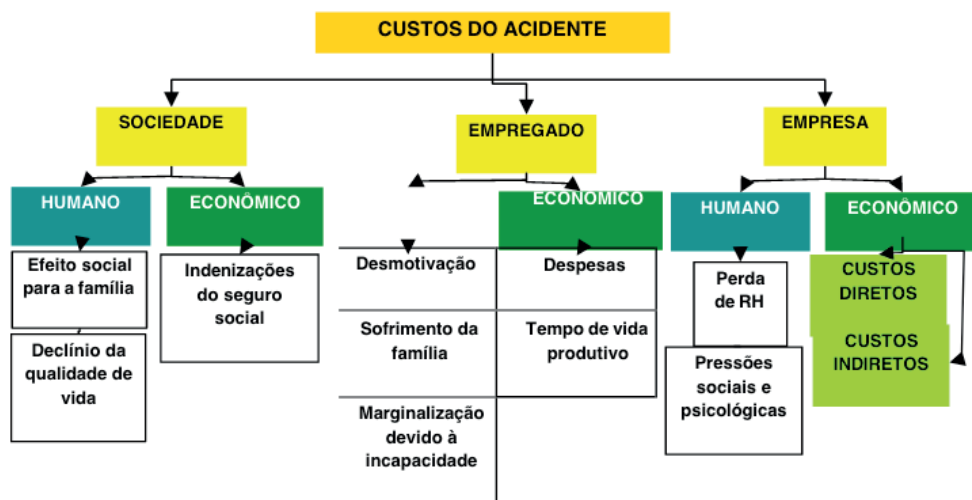 CUSTOS DO ACIDENTE
SOCIEDADE
EMPREGADO
EMPRESA
HUMANO
ECONÔMICO
ECONOMICO
HUMANO
ECONÔMICO
Efeito social
para a família
Declínio da
qualidade de
vida
Indenizações
do seguro
social
Desmotivação
Sofrimento da
família
Marginalização
devido à
incapacidade
Despesas
Tempo de vida
produtivo
Perda
de RH
Pressões
sociais e
psicológicas
CUSTOS
DIRETOS
CUSTOS
INDIRETOS